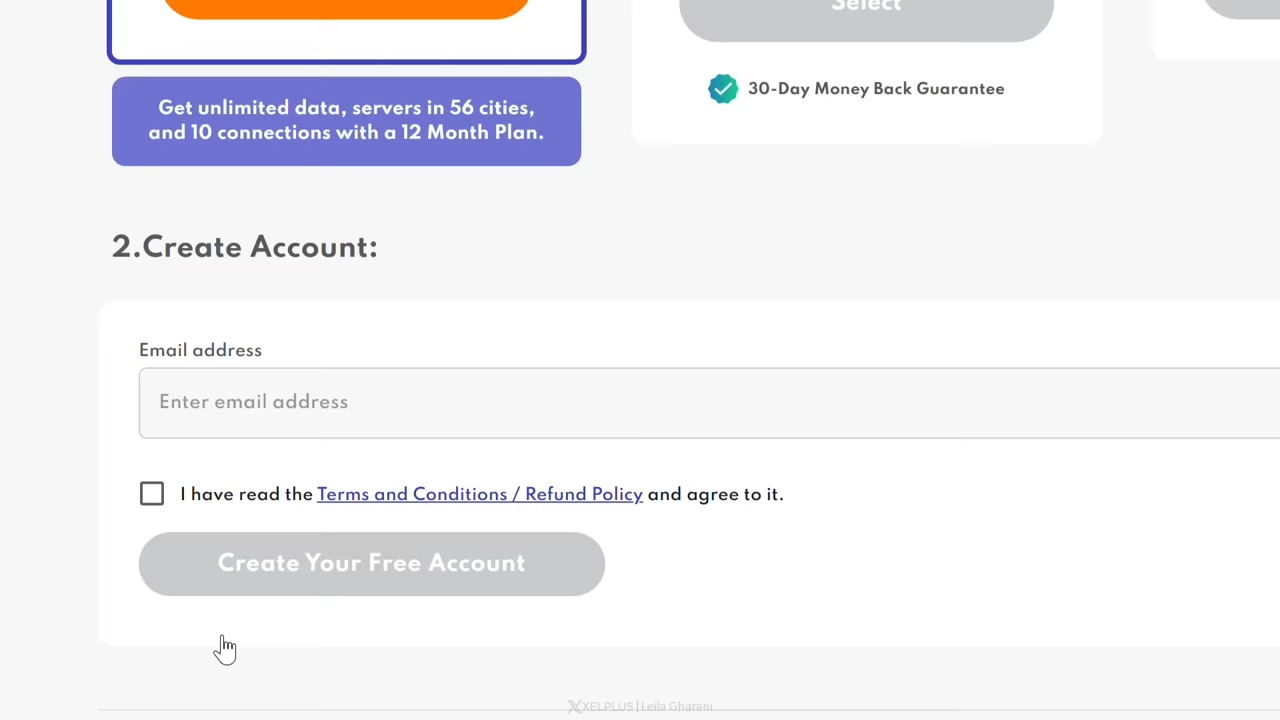 Select
30-Day Money Back Guarantee
Get unlimited data, servers in 56 cities,
and 10 connections with a 12 Month Plan.
2.Create Account:
Email address
Enter email address
I have read the Terms and Conditions / Refund Policy and agree to it.
Create Your Free Account
XELPLUS | Leila Gharani